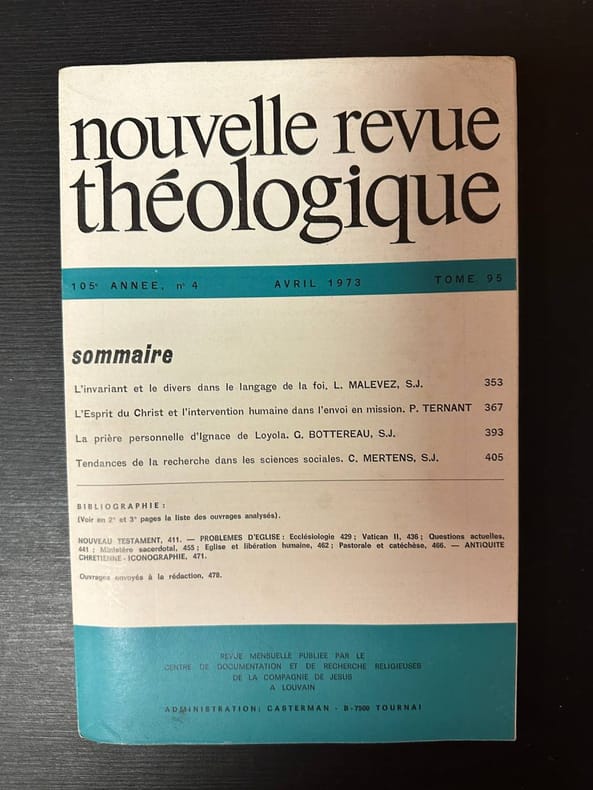 nouvelle revue
théologique
105e ANNEE, n° 4 AVRIL 1973 TOME 95
sommaire
L'invariant et le divers dans le langage de la foi. L. MALEVEZ, S.J. 353
L'Esprit du Christ et l'intervention humaine dans l'envoi en mission. P. TERNANT 367
La prière personnelle d'Ignace de Loyola. G. BOTTEREAU, S.J. 393
Tendances de la recherche dans les sciences sociales. C. MERTENS, S.J. 405
BIBLIOGRAPHIE :
(Voir en 2e et 3e pages la liste des ouvrages analysés).
NOUVEAU TESTAMENT, 411. — PROBLEMES D'EGLISE : Ecclésiologie 429 ; Vatican II, 436 ; Questions actuelles,
441 ; Ministère sacerdotal, 455 ; Eglise et libération humaine, 462 ; Pastorale et catéchèse, 466. — ANTIQUITE
CHRETIENNE - ICONOGRAPHIE, 471.
Ouvrages envoyés à la rédaction, 478.
REVUE MENSUELLE PUBLIEE PAR LE
CENTRE DE DOCUMENTATION ET DE RECHERCHE RELIGIEUSES
DE LA COMPAGNIE DE JESUS
A LOUVAIN
ADMINISTRATION: CASTERMAN - B-7500 TOURNAI